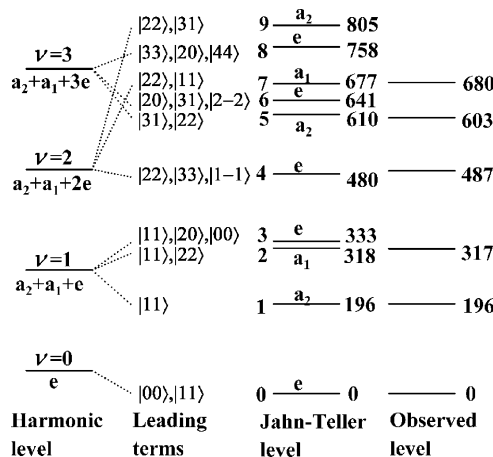 |22⟩,|31⟩ 9 a₂ 805
ν=3 |33⟩,|20⟩,|44⟩ 8 e 758
a₂+a₁+3e |22⟩,|11⟩ 7 a₁ 677 680
|20⟩,|31⟩,|2−2⟩ 6 e 641
|31⟩,|22⟩ 5 a₂ 610 603
ν=2
a₂+a₁+2e |22⟩,|33⟩,|1−1⟩ 4 e 480 487
|11⟩,|20⟩,|00⟩ 3 e 333
ν=1 |11⟩,|22⟩ 2 a₁ 318 317
a₂+a₁+e
|11⟩ 1 a₂ 196 196
ν=0
e |00⟩,|11⟩ 0 e 0 0
Harmonic Leading Jahn-Teller Observed
level terms level level